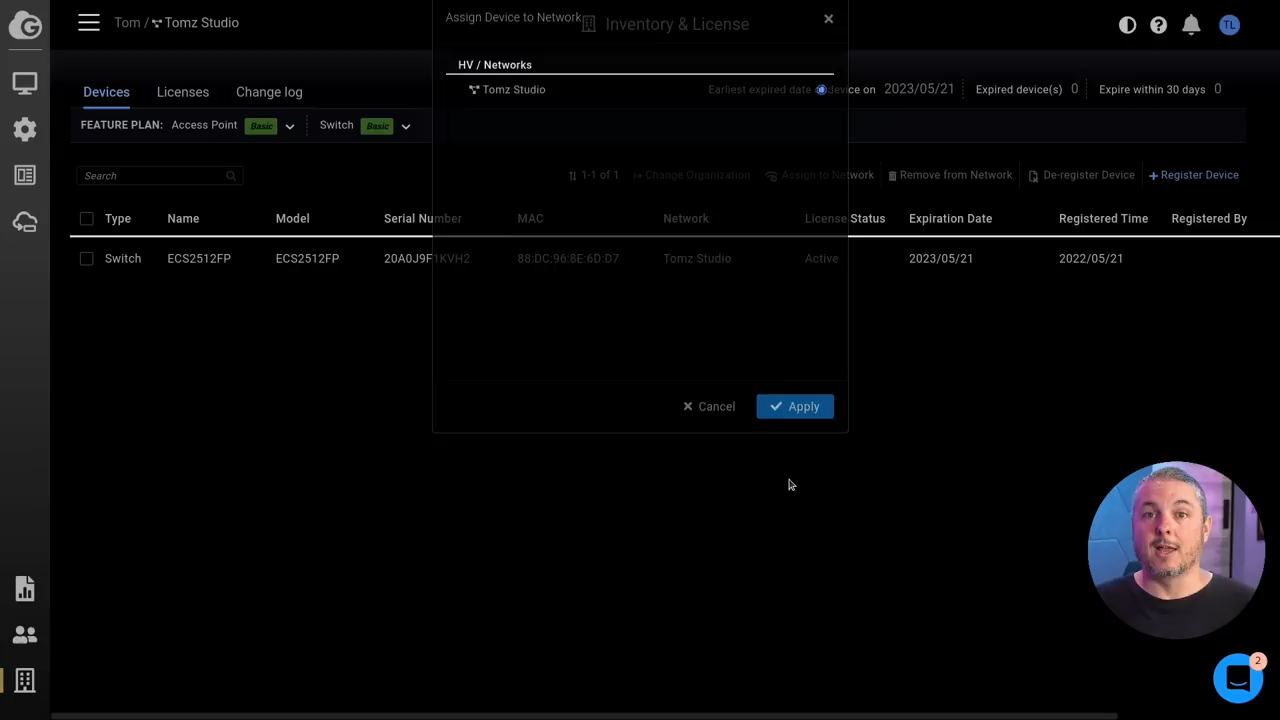 Tom / Tomz Studio
Assign Device to Network
Inventory & License
TL
HV / Networks
Tomz Studio
Devices
Licenses
Change log
Earliest expired date
device on
2023/05/21
Expired device(s) 0
Expire within 30 days 0
FEATURE PLAN: Access Point Basic
Switch Basic
Search
1-1 of 1
Change Organization
Assign to Network
Remove from Network
De-register Device
+ Register Device
Type Name Model Serial Number MAC Network License Status Expiration Date Registered Time Registered By
Switch ECS2512FP ECS2512FP 20A0J9F1KVH2 88:DC:96:8E:6D:D7 Tomz Studio Active 2023/05/21 2022/05/21
Cancel
Apply
2